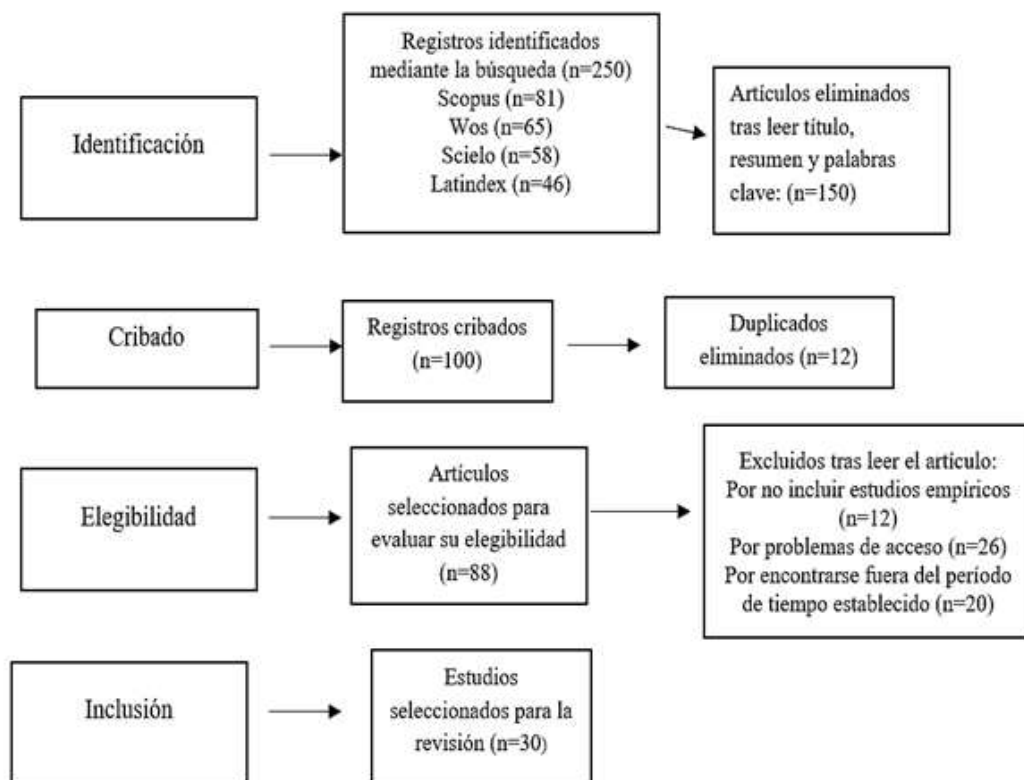 Identificación
Registros identificados
mediante la búsqueda (n=250)
Scopus (n=81)
Wos (n=65)
Scielo (n=58)
Latindex (n=46)
Artículos eliminados
tras leer título,
resumen y palabras
clave: (n=150)
Cribado
Registros cribados
(n=100)
Duplicados
eliminados (n=12)
Elegibilidad
Artículos
seleccionados para
evaluar su elegibilidad
(n=88)
Excluidos tras leer el artículo:
Por no incluir estudios empíricos
(n=12)
Por problemas de acceso (n=26)
Por encontrarse fuera del período
de tiempo establecido (n=20)
Inclusión
Estudios
seleccionados para la
revisión (n=30)